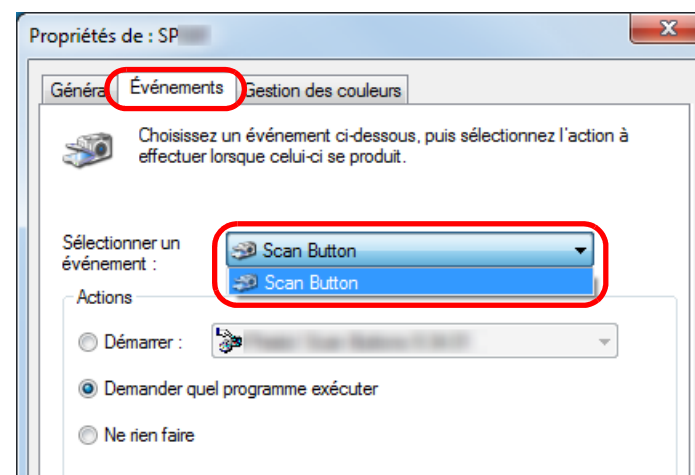 Propriétés de : SP
Général Événements Gestion des couleurs
Choisissez un événement ci-dessous, puis sélectionnez l'action à
effectuer lorsque celui-ci se produit.
Sélectionner un
événement :
Scan Button
Scan Button
Actions
Démarrer :
Demander quel programme exécuter
Ne rien faire